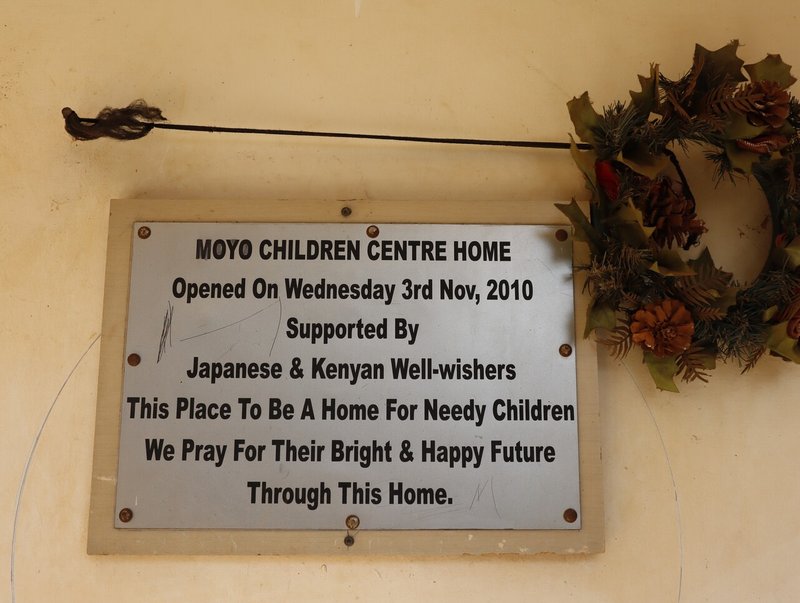 MOYO CHILDREN CENTRE HOME
Opened On Wednesday 3rd Nov, 2010
Supported By
Japanese & Kenyan Well-wishers
This Place To Be A Home For Needy Children
We Pray For Their Bright & Happy Future
Through This Home.